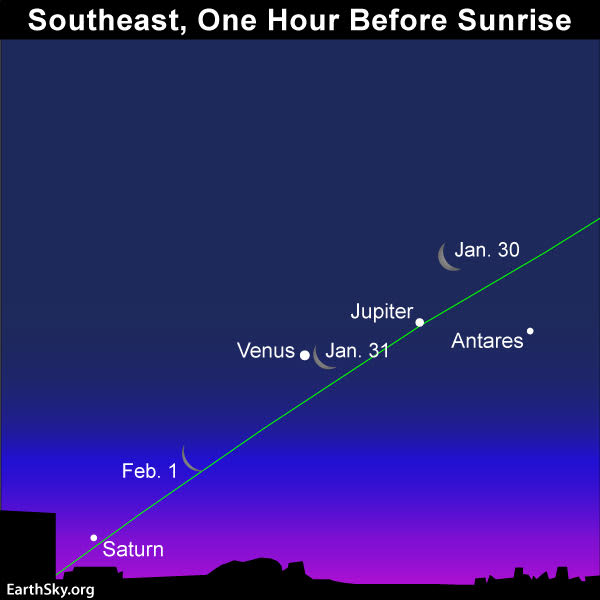 Southeast, One Hour Before Sunrise
Jan. 30
Jupiter
Antares
Venus
Jan. 31
Feb. 1
Saturn
EarthSky.org